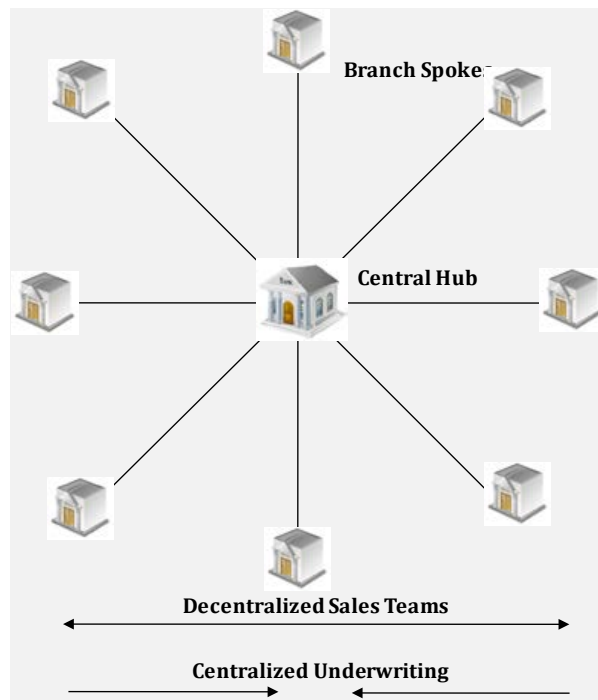 Branch Spokes
Central Hub
Decentralized Sales Teams
Centralized Underwriting